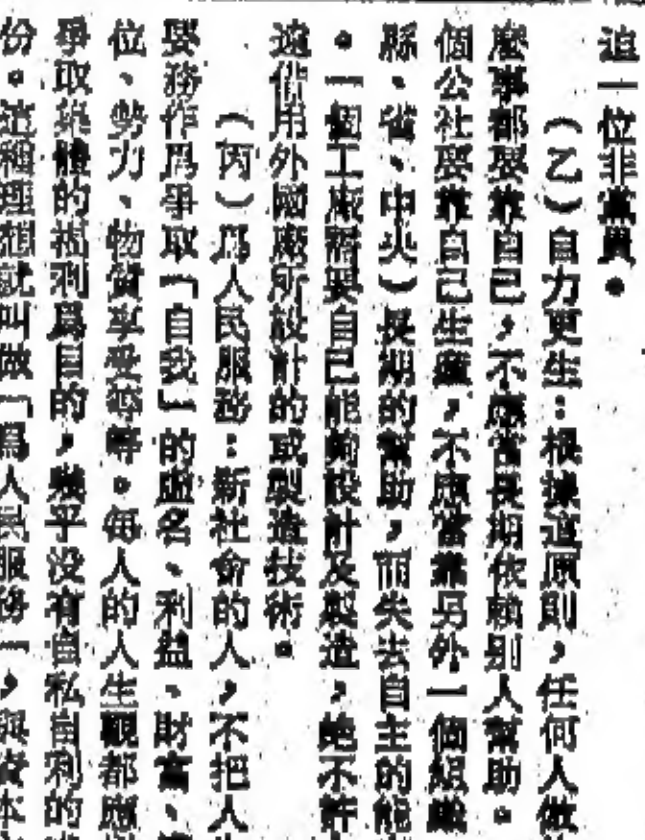 迫一位非黨員。
（乙）自力更生：根據這原則，任何人做
麼事都要靠自己，不應當長期依賴別人幫助。
個公社要靠自己生產，不應當靠另外一個組織
縣、省、中央）長期的幫助，而失去自主的能
。一個工廠需要自己能夠設計及製造，絕不許
遠借用外國廠所設計的或製造技術。
（丙）為人民服務：新社會的人，不把人
要務作為爭取「自我」的虛名、利益、財富、
位、勢力、物質享受等等。每人的人生觀都應
爭取集體的福利為目的，幾乎没有自私自利的
份。這種理想就叫做「為人民服務」，與資本